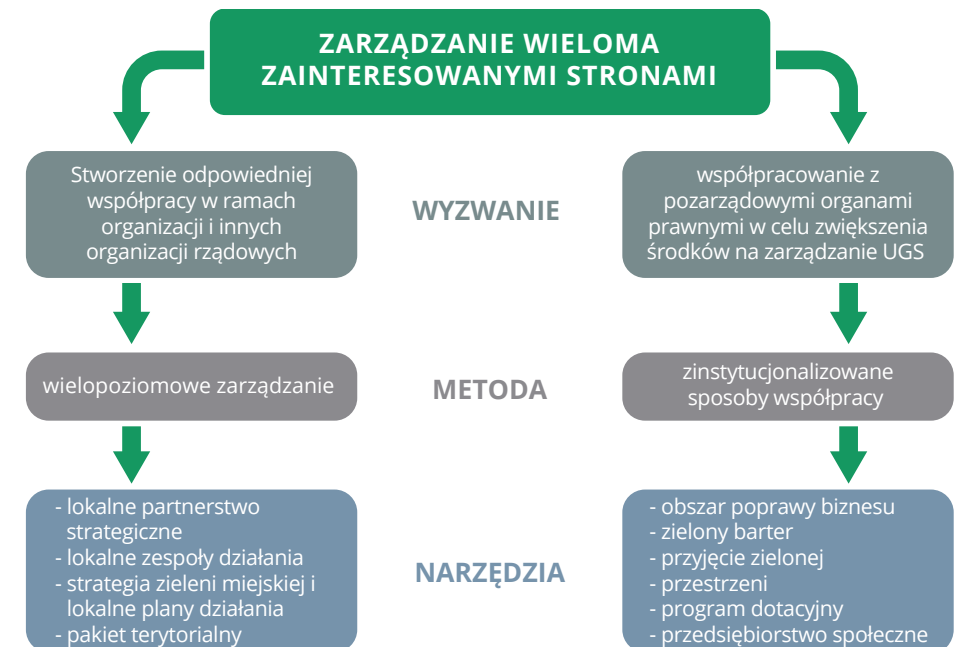 ZARZĄDZANIE WIELOMA
ZAINTERESOWANYMI STRONAMI
Stworzenie odpowiedniej
współpracy w ramach
organizacji i innych
organizacji rządowych
WYZWANIE
współpracowanie z
pozarządowymi organami
prawnymi w celu zwiększenia
środków na zarządzanie UGS
wielopoziomowe zarządzanie
METODA
zinstytucjonalizowane
sposoby współpracy
- lokalne partnerstwo
strategiczne
- lokalne zespoły działania
- strategia zieleni miejskiej i
lokalne plany działania
- pakiet terytorialny
NARZĘDZIA
- obszar poprawy biznesu
- zielony barter
- przyjęcie zielonej
- przestrzeni
- program dotacyjny
- przedsiębiorstwo społeczne